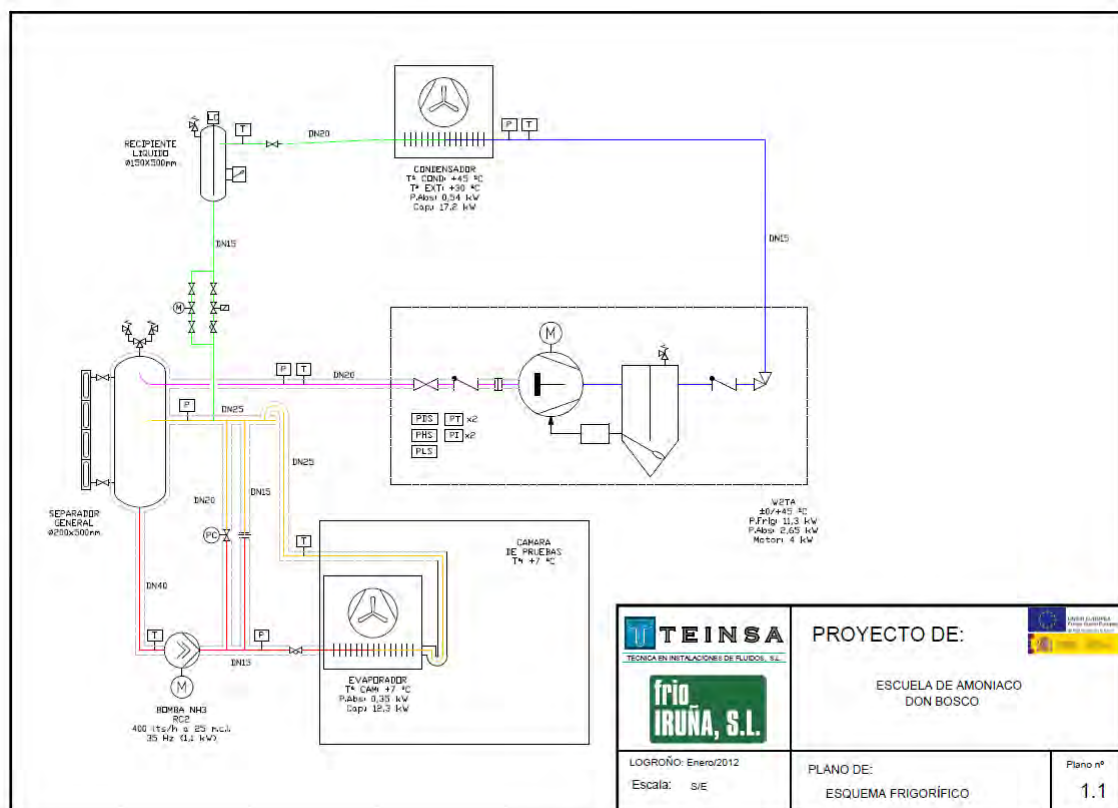 LC
T
DN20
P T
RECIPIENTE
LIQUIDO
Ø150X500mm
CONDENSADOR
Tª COND: +45 ºC
Tª EXT: +30 ºC
P.Abs: 0,54 kW
Cap: 17,2 kW
DN15
DN15
M
M
P T
DN20
P
DN25
PDS PT x2
PHS PI x2
PLS
DN25
DN20
DN15
SEPARADOR
GENERAL
Ø200x500mm
W2TA
±0/+45 ºC
P.Frig: 11,3 kW
P.Abs: 2,65 kW
Motor: 4 kW
PC
T
CAMARA
DE PRUEBAS
Tª: +7 ºC
DN40
T
P
DN15
M
BOMBA NH3
RC2
400 lts/h a 25 m.c.l
35 Hz (1,1 kW)
EVAPORADOR
Tª CAM: +7 ºC
P.Abs: 0,35 kW
Cap: 12,3 kW
TEINSA
TECNICA EN INSTALACIONES DE FLUIDOS, S.L.
frio
IRUÑA, S.L.
PROYECTO DE:
UNION EUROPEA
ESCUELA DE AMONIACO
DON BOSCO
LOGROÑO: Enero/2012
Escala: S/E
PLANO DE:
ESQUEMA FRIGORÍFICO
Plano nº
1.1